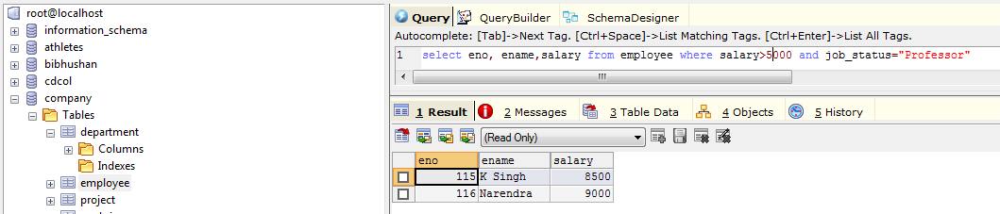 root@localhost
information_schema
athletes
bibhushan
cdcol
company
Tables
department
Columns
Indexes
employee
project
Query QueryBuilder SchemaDesigner
Autocomplete: [Tab]->Next Tag. [Ctrl+Space]->List Matching Tags. [Ctrl+Enter]->List All Tags.
1 select eno, ename,salary from employee where salary>5000 and job_status="Professor"
1 Result 2 Messages 3 Table Data 4 Objects 5 History
(Read Only)
eno ename salary
115 K Singh 8500
116 Narendra 9000